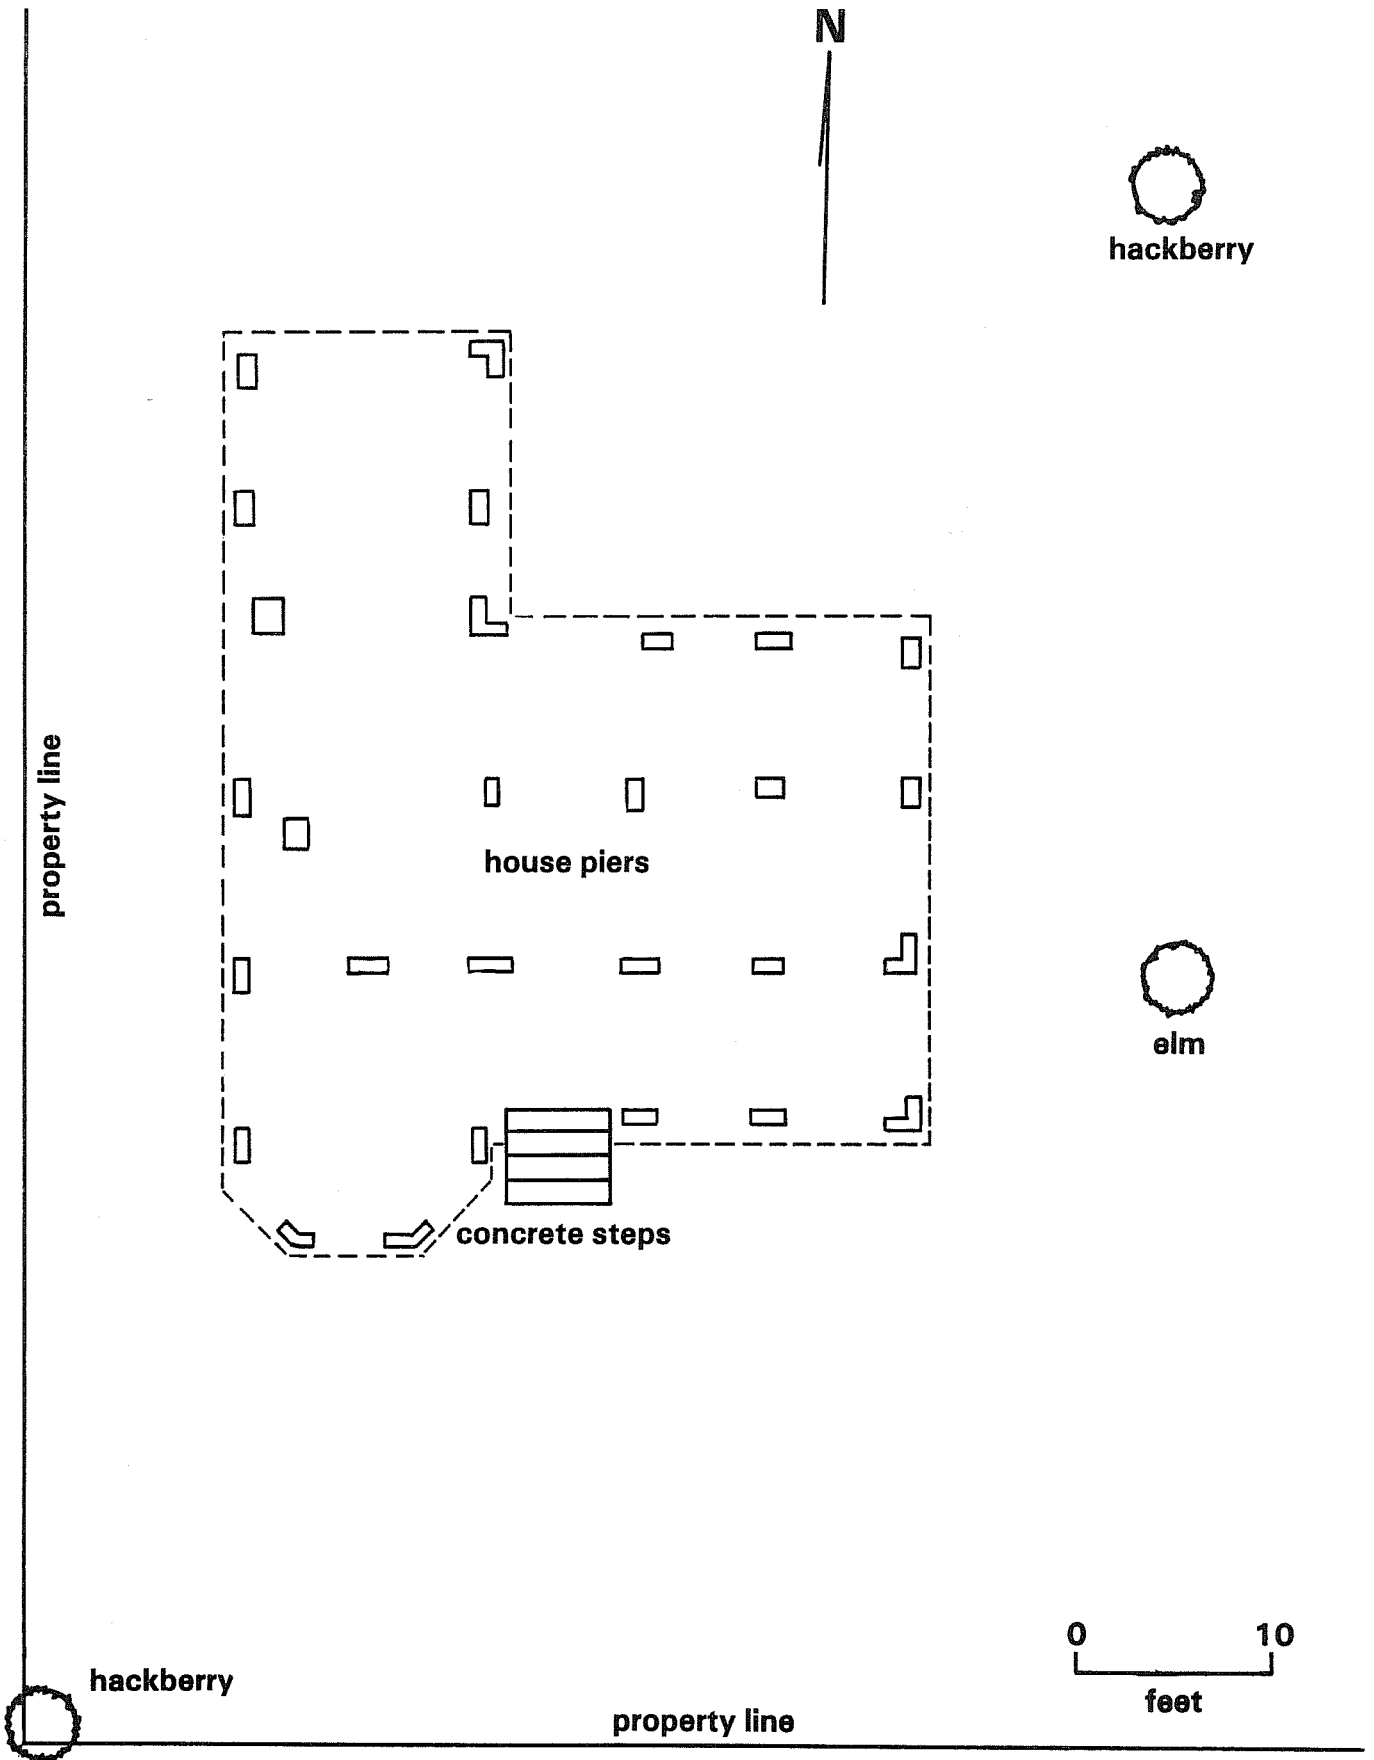 N
hackberry
property line
house piers
elm
concrete steps
0 10
feet
hackberry
property line